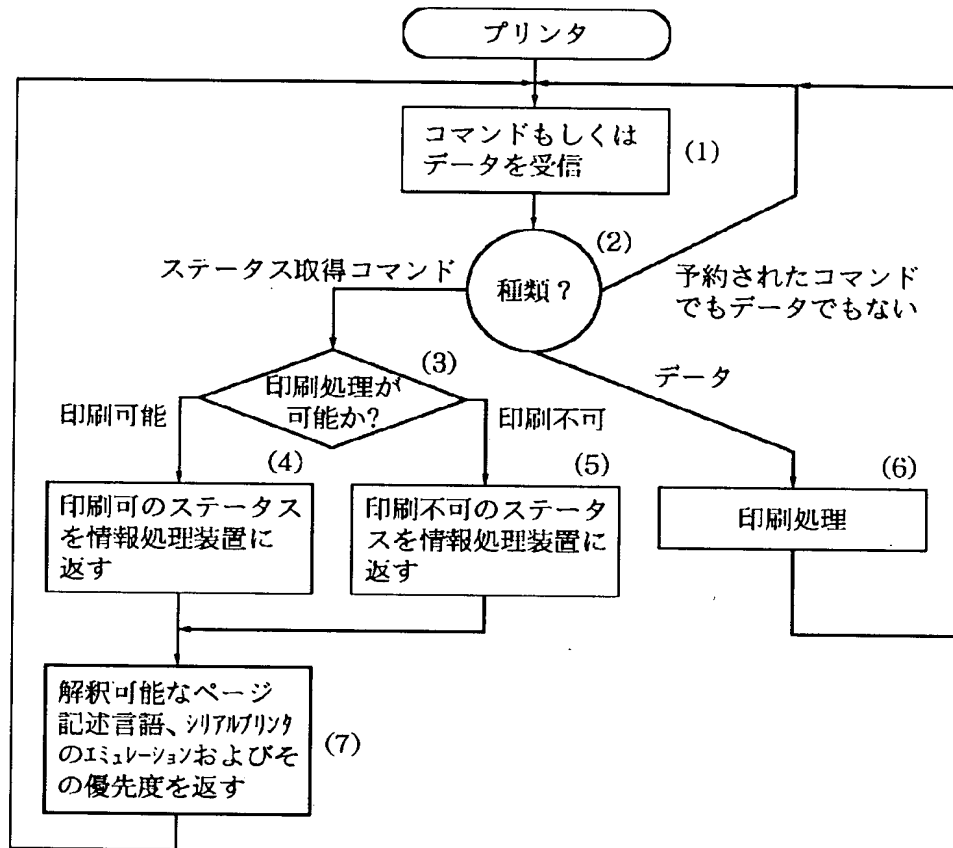 プリンタ
コマンドもしくは
データを受信
(1)
(2)
ステータス取得コマンド
種類?
予約されたコマンド
でもデータでもない
(3)
印刷処理が
可能か?
データ
印刷可能
印刷不可
(4)
(5)
(6)
印刷可のステータス
を情報処理装置に
返す
印刷不可のステータ
スを情報処理装置に
返す
印刷処理
解釈可能なページ
記述言語、シリアルプリンタ
のエミュレーションおよびそ
の優先度を返す
(7)